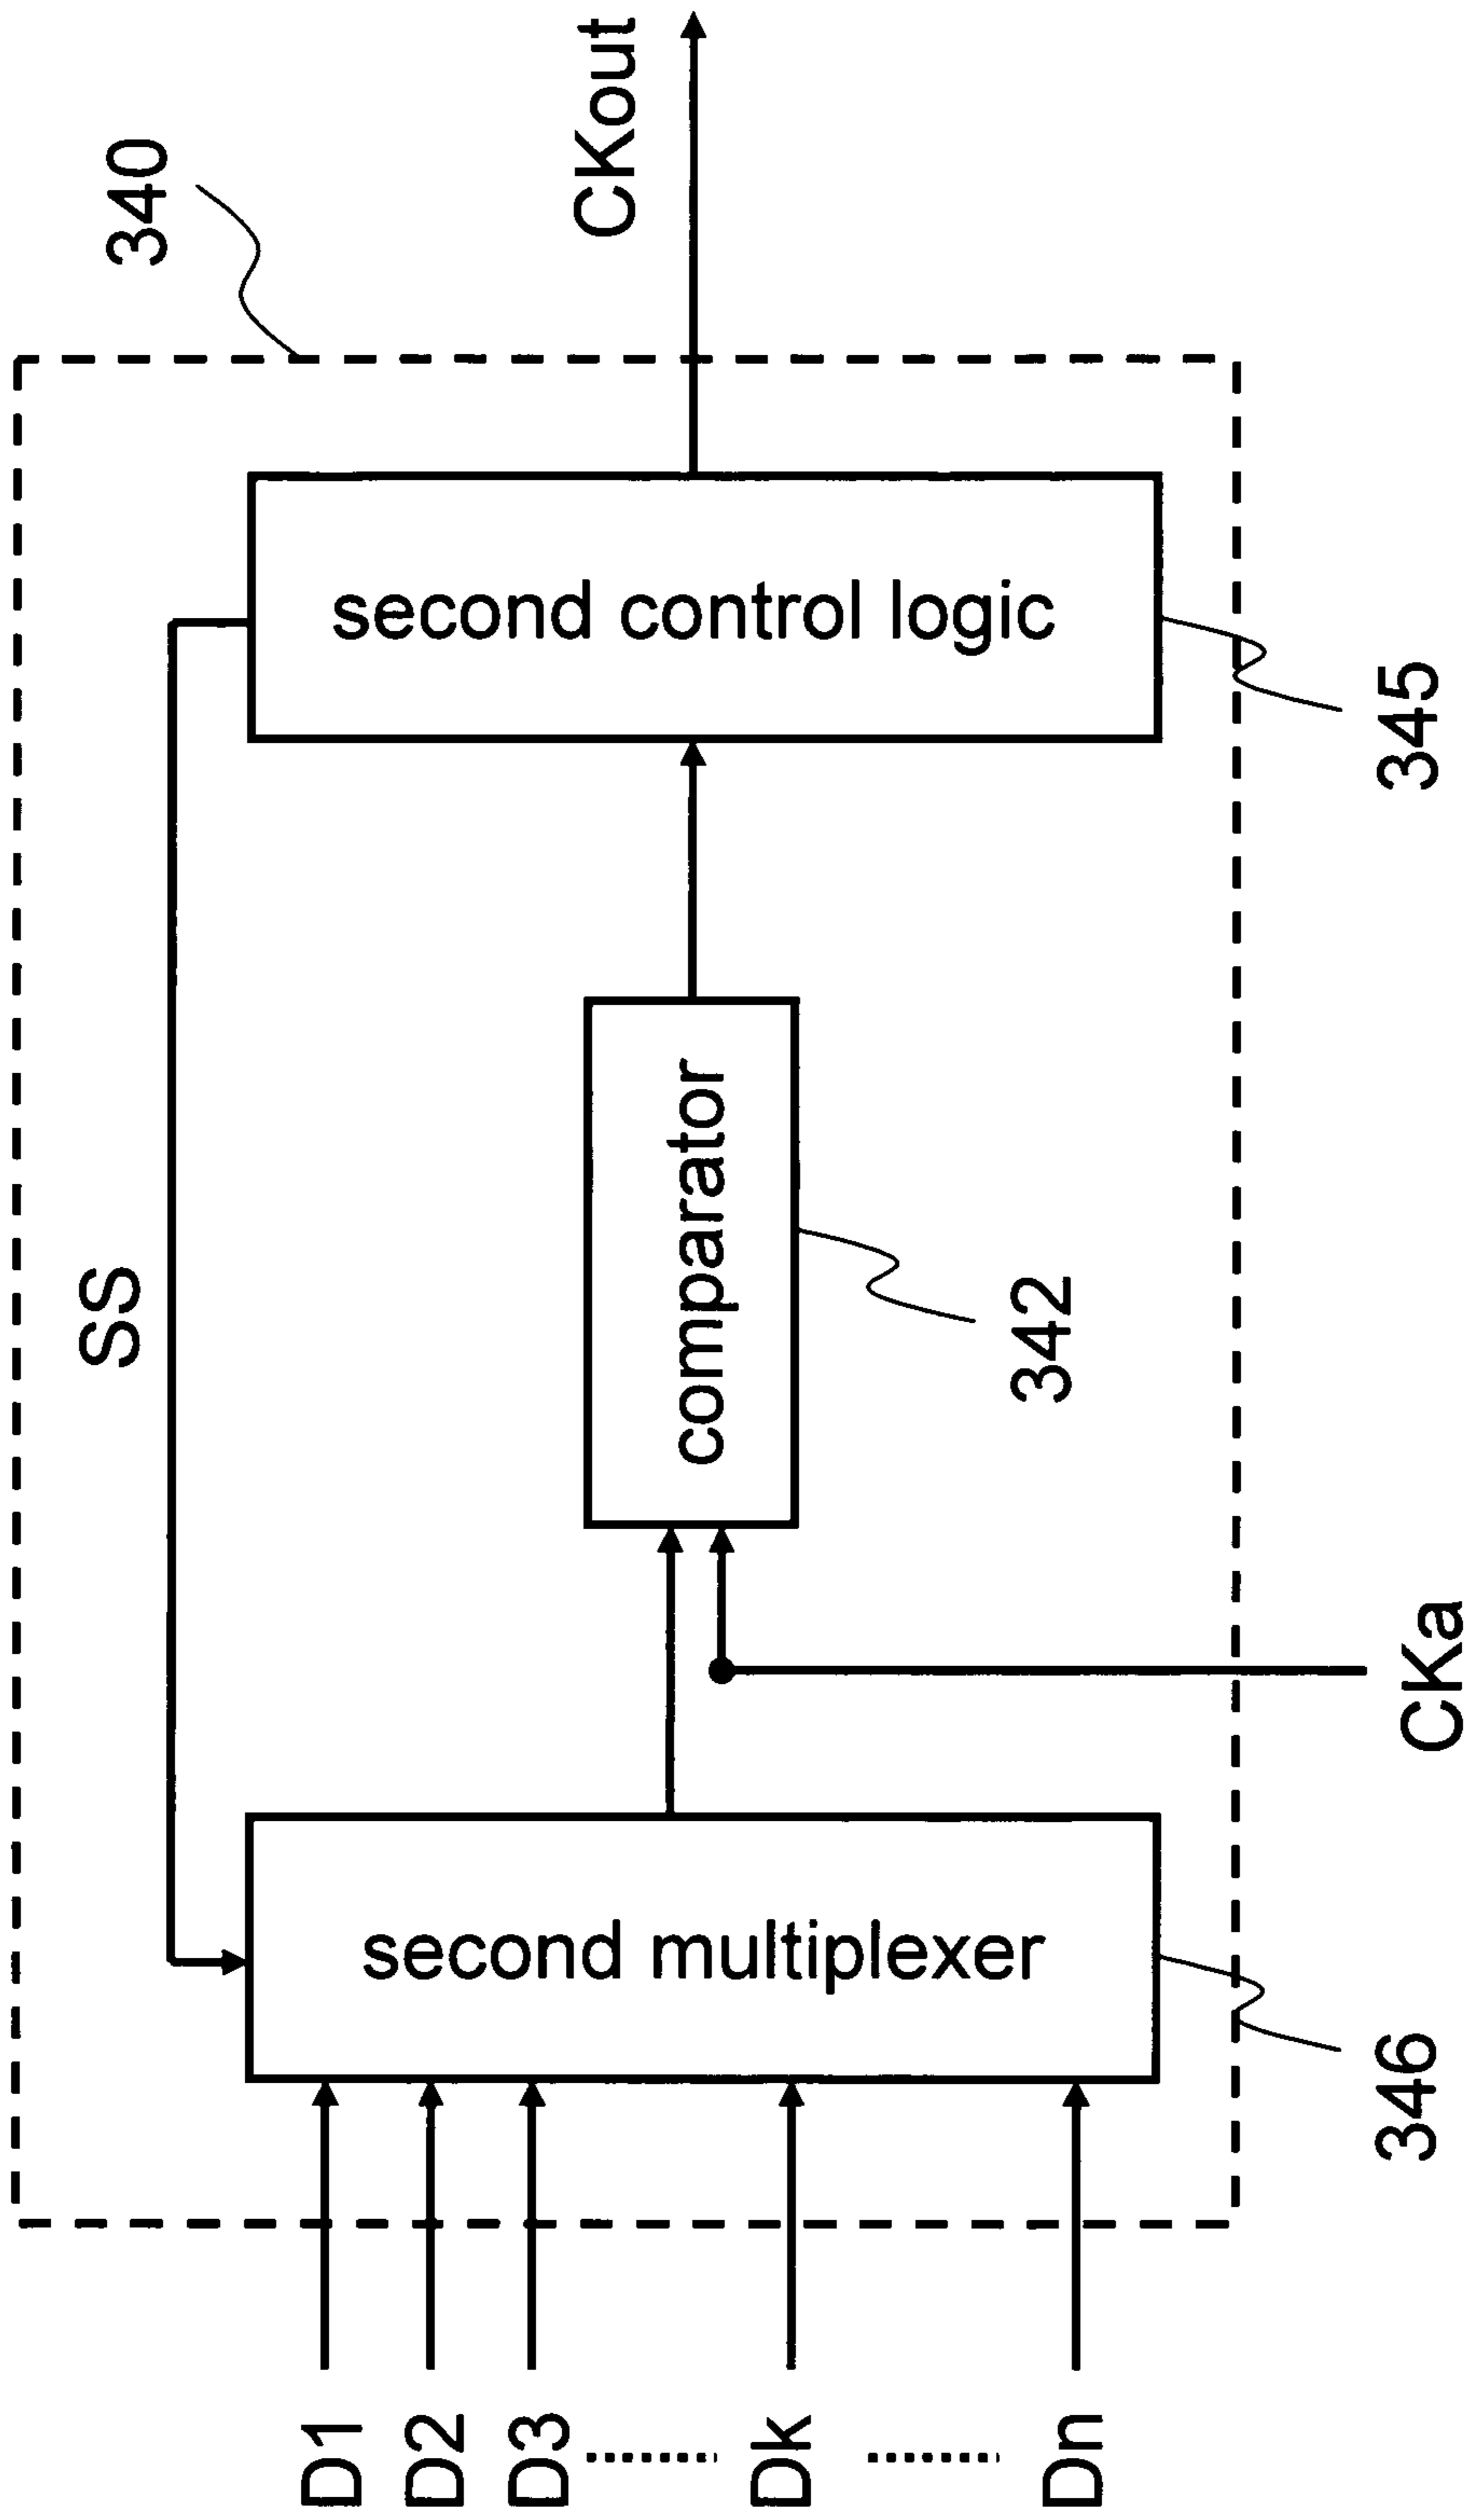 340
SS
D1
D2
D3
Dk
Dn
second multiplexer
346
comparator
342
second control logic
345
CKa
CKout